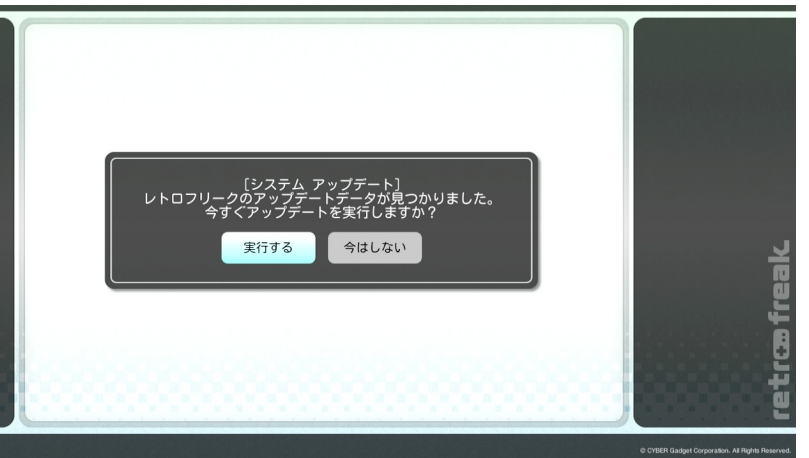 [システム アップデート]
レトロフリークのアップデートデータが見つかりました。
今すぐアップデートを実行しますか？
実行する
今はしない
retro freak.
© CYBER Gadget Corporation. All Rights Reserved.